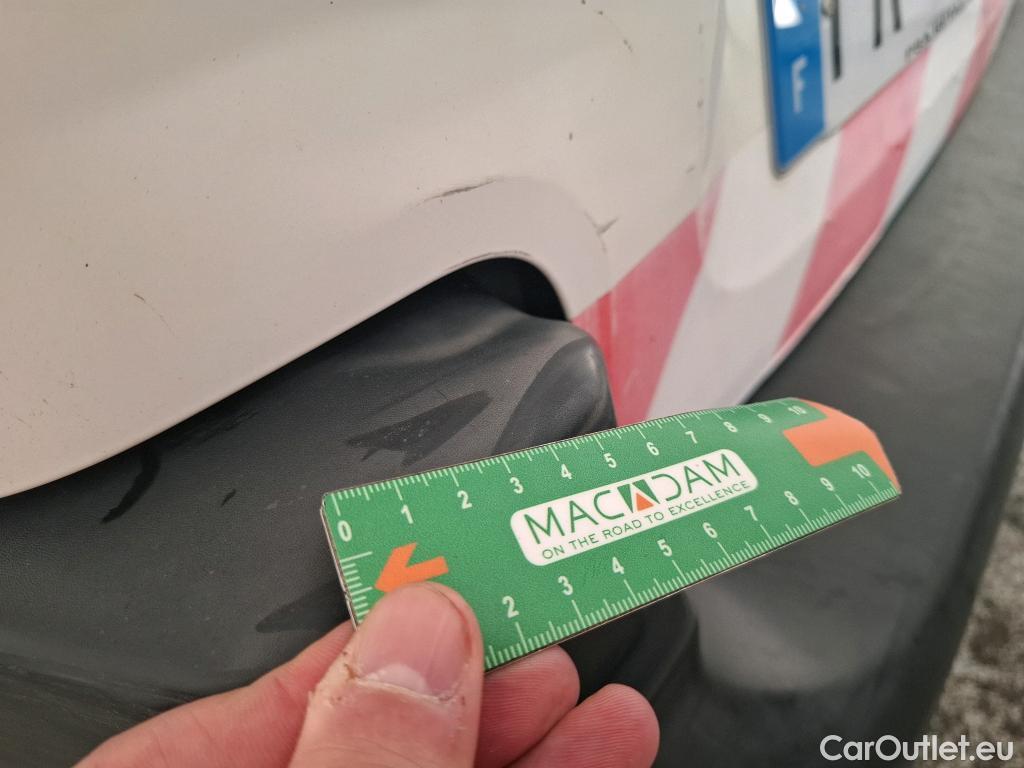 F
0 1 2 3 4 5 6 7 8 9 10
MACADAM
ON THE ROAD TO EXCELLENCE
2 3 4 5 6 7 8 9 10
CarOutlet.eu